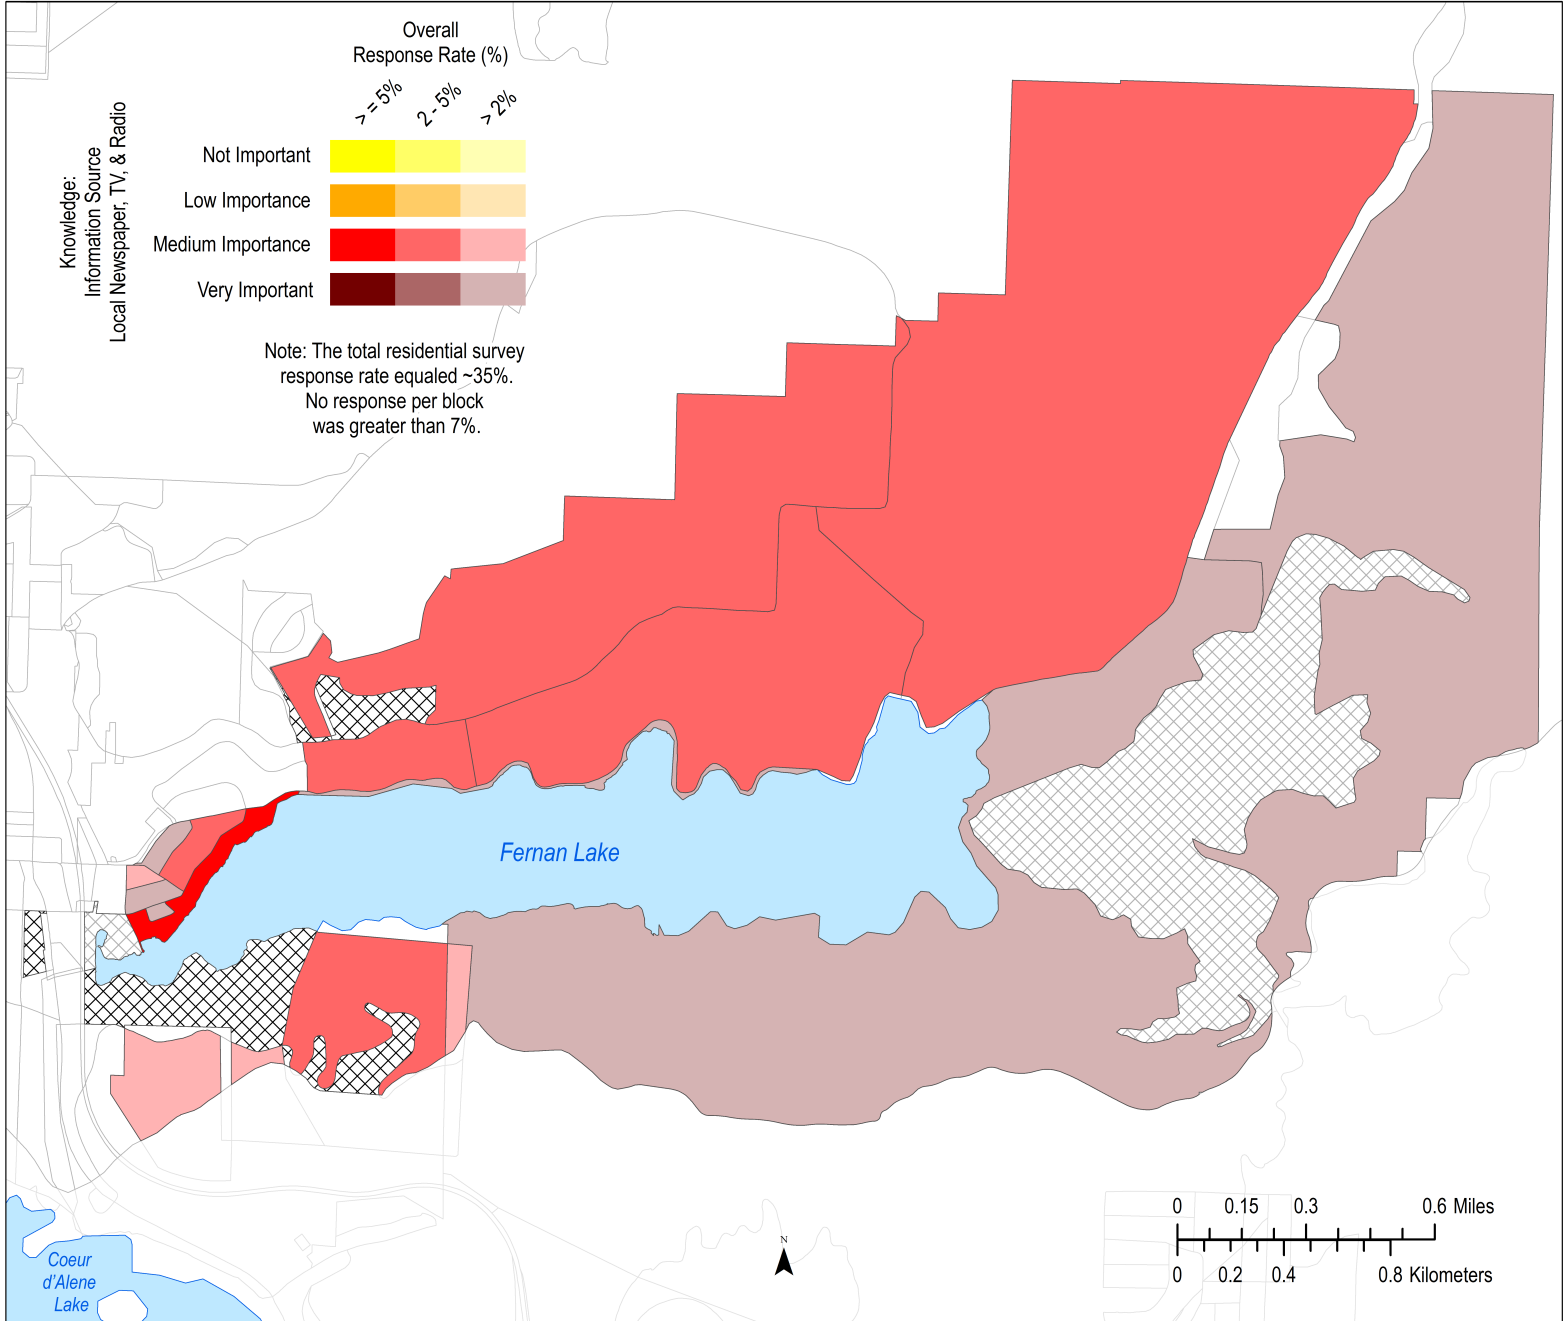 Overall
Response Rate (%)
> = 5%
2 - 5%
> 2%
Knowledge:
Information Source
Local Newspaper, TV, & Radio
Not Important
Low Importance
Medium Importance
Very Important
Note: The total residential survey
response rate equaled ~35%.
No response per block
was greater than 7%.
Fernan Lake
Coeur
d'Alene
Lake
N
0 0.15 0.3 0.6 Miles
0 0.2 0.4 0.8 Kilometers